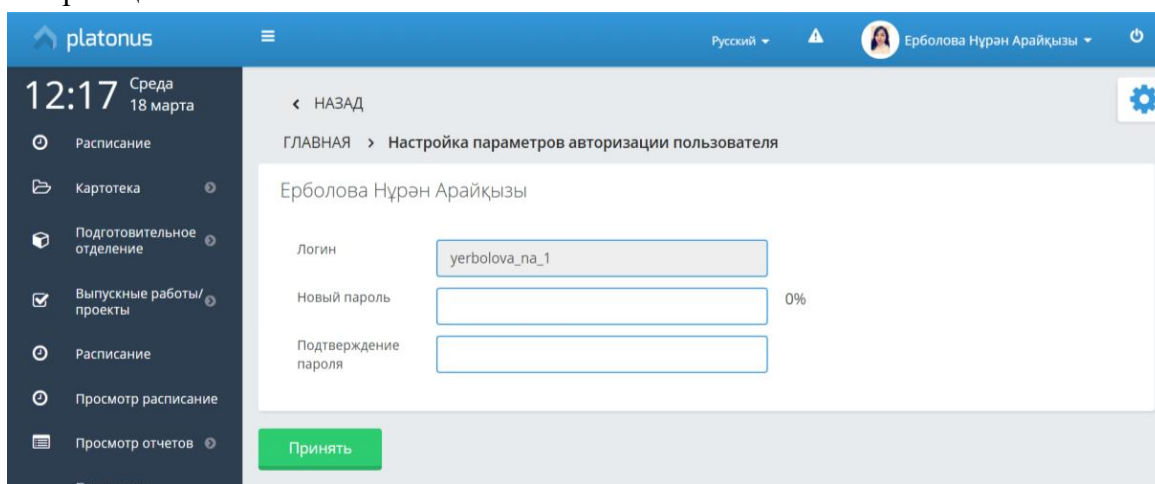 platonus
Русский
Ерболова Нұрән Арайқызы
12:17 Среда
18 марта
Расписание
Картотека
Подготовительное
отделение
Выпускные работы/
проекты
Расписание
Просмотр расписание
Просмотр отчетов
НАЗАД
ГЛАВНАЯ > Настройка параметров авторизации пользователя
Ерболова Нұрән Арайқызы
Логин
yerbolova_na_1
Новый пароль
0%
Подтверждение
пароля
Принять